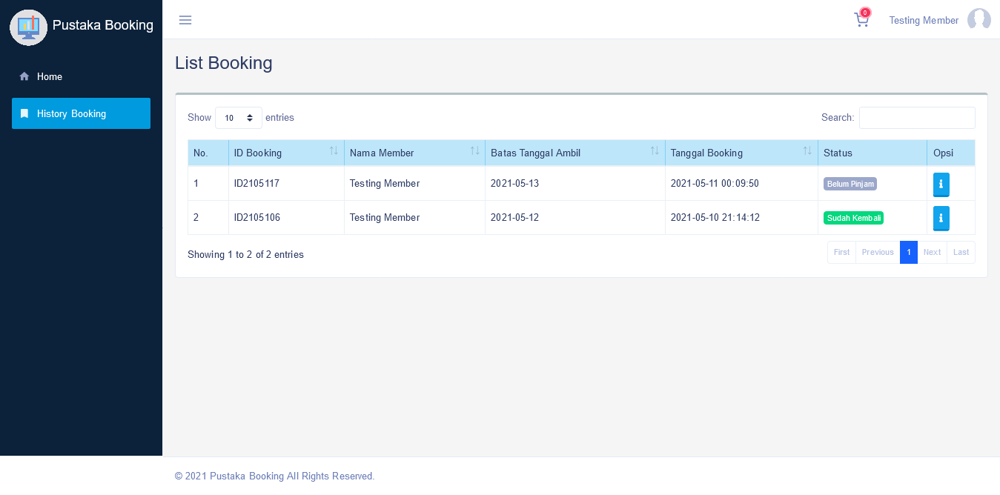 Pustaka Booking
0
Testing Member
Home
History Booking
List Booking
Show 10 entries
Search:
No. ID Booking Nama Member Batas Tanggal Ambil Tanggal Booking Status Opsi
1 ID2105117 Testing Member 2021-05-13 2021-05-11 00:09:50 Belum Pinjam i
2 ID2105106 Testing Member 2021-05-12 2021-05-10 21:14:12 Sudah Kembali i
Showing 1 to 2 of 2 entries
First Previous 1 Next Last
© 2021 Pustaka Booking All Rights Reserved.